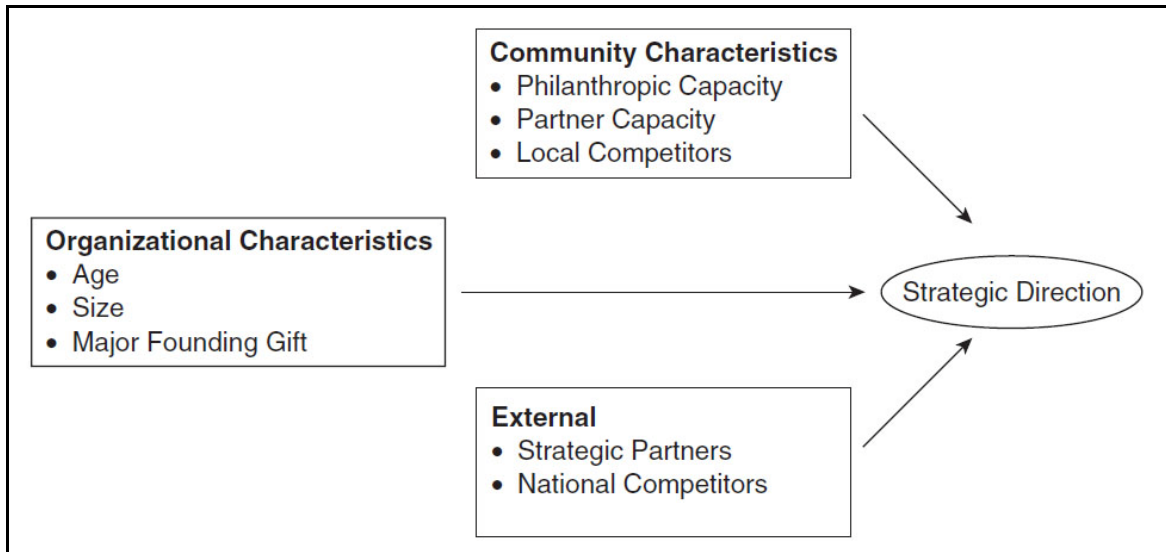 Community Characteristics
• Philanthropic Capacity
• Partner Capacity
• Local Competitors
Organizational Characteristics
• Age
• Size
• Major Founding Gift
Strategic Direction
External
• Strategic Partners
• National Competitors